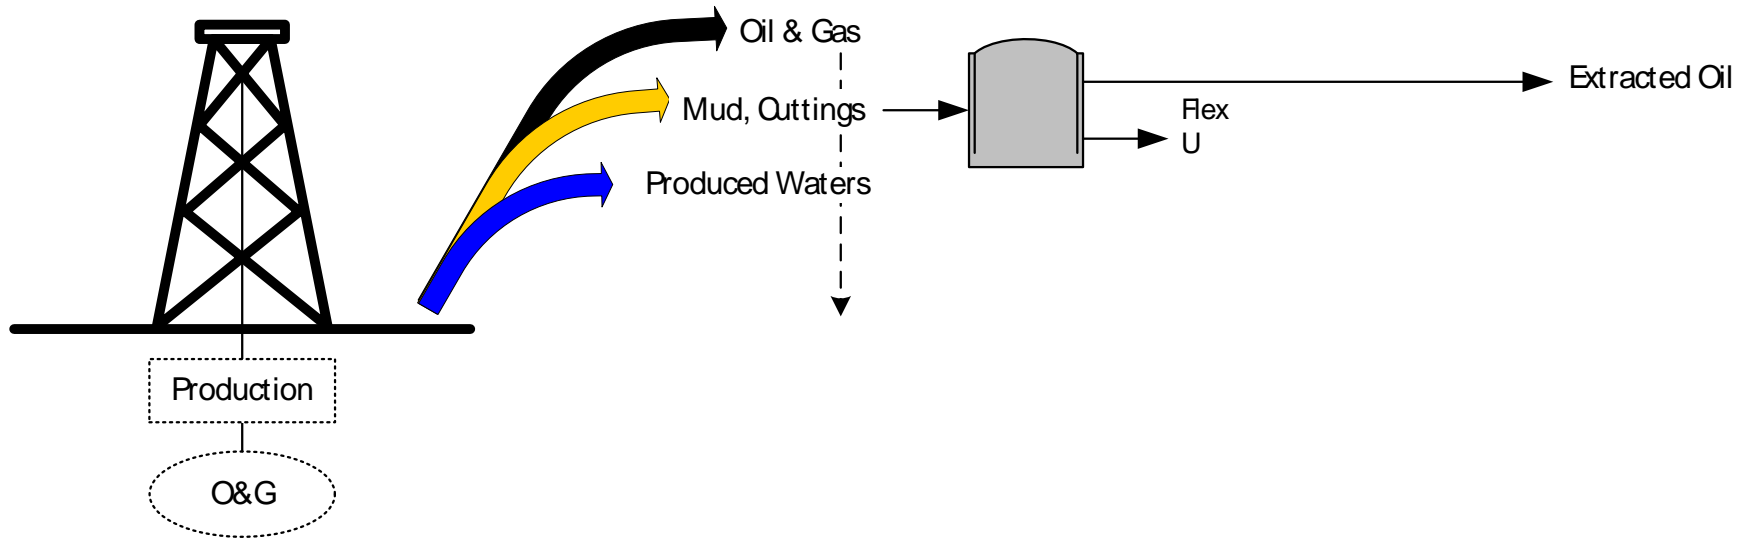 Oil & Gas
Extracted Oil
Mud, Cuttings
Flex
U
Produced Waters
Production
O&G